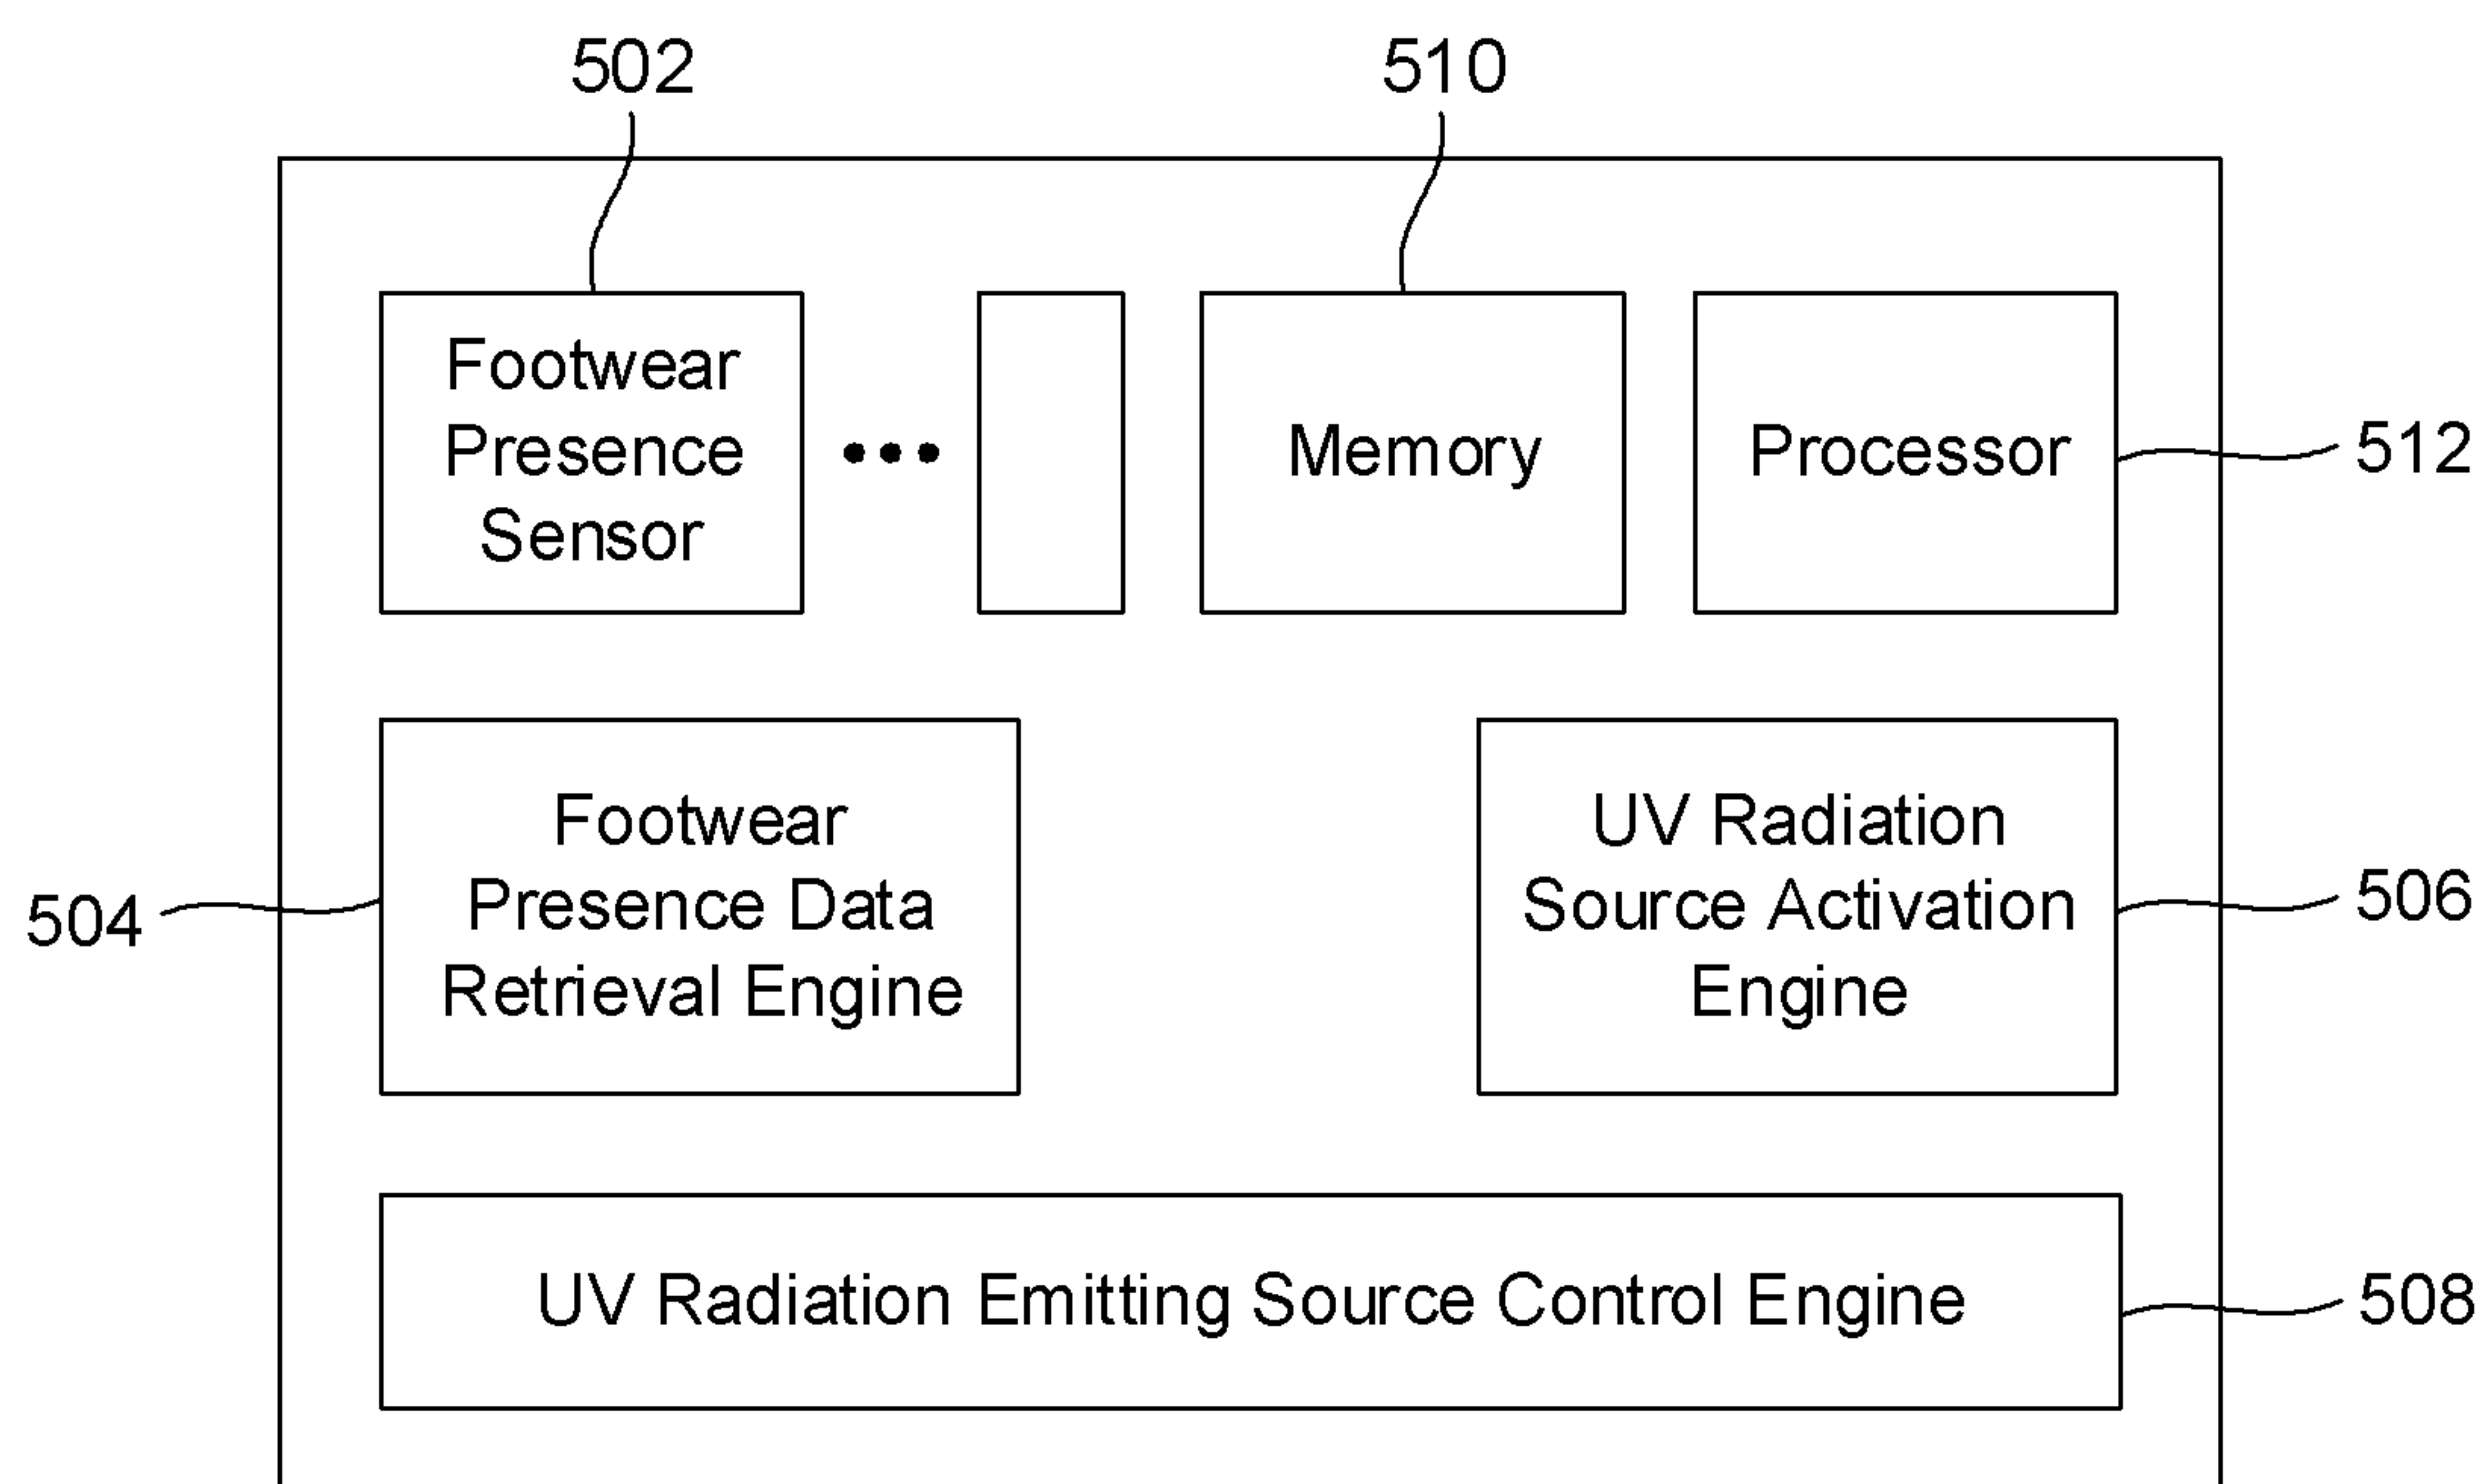 502
510
Footwear
Presence
Sensor
Memory
Processor
512
Footwear
Presence Data
Retrieval Engine
504
UV Radiation
Source Activation
Engine
506
UV Radiation Emitting Source Control Engine
508